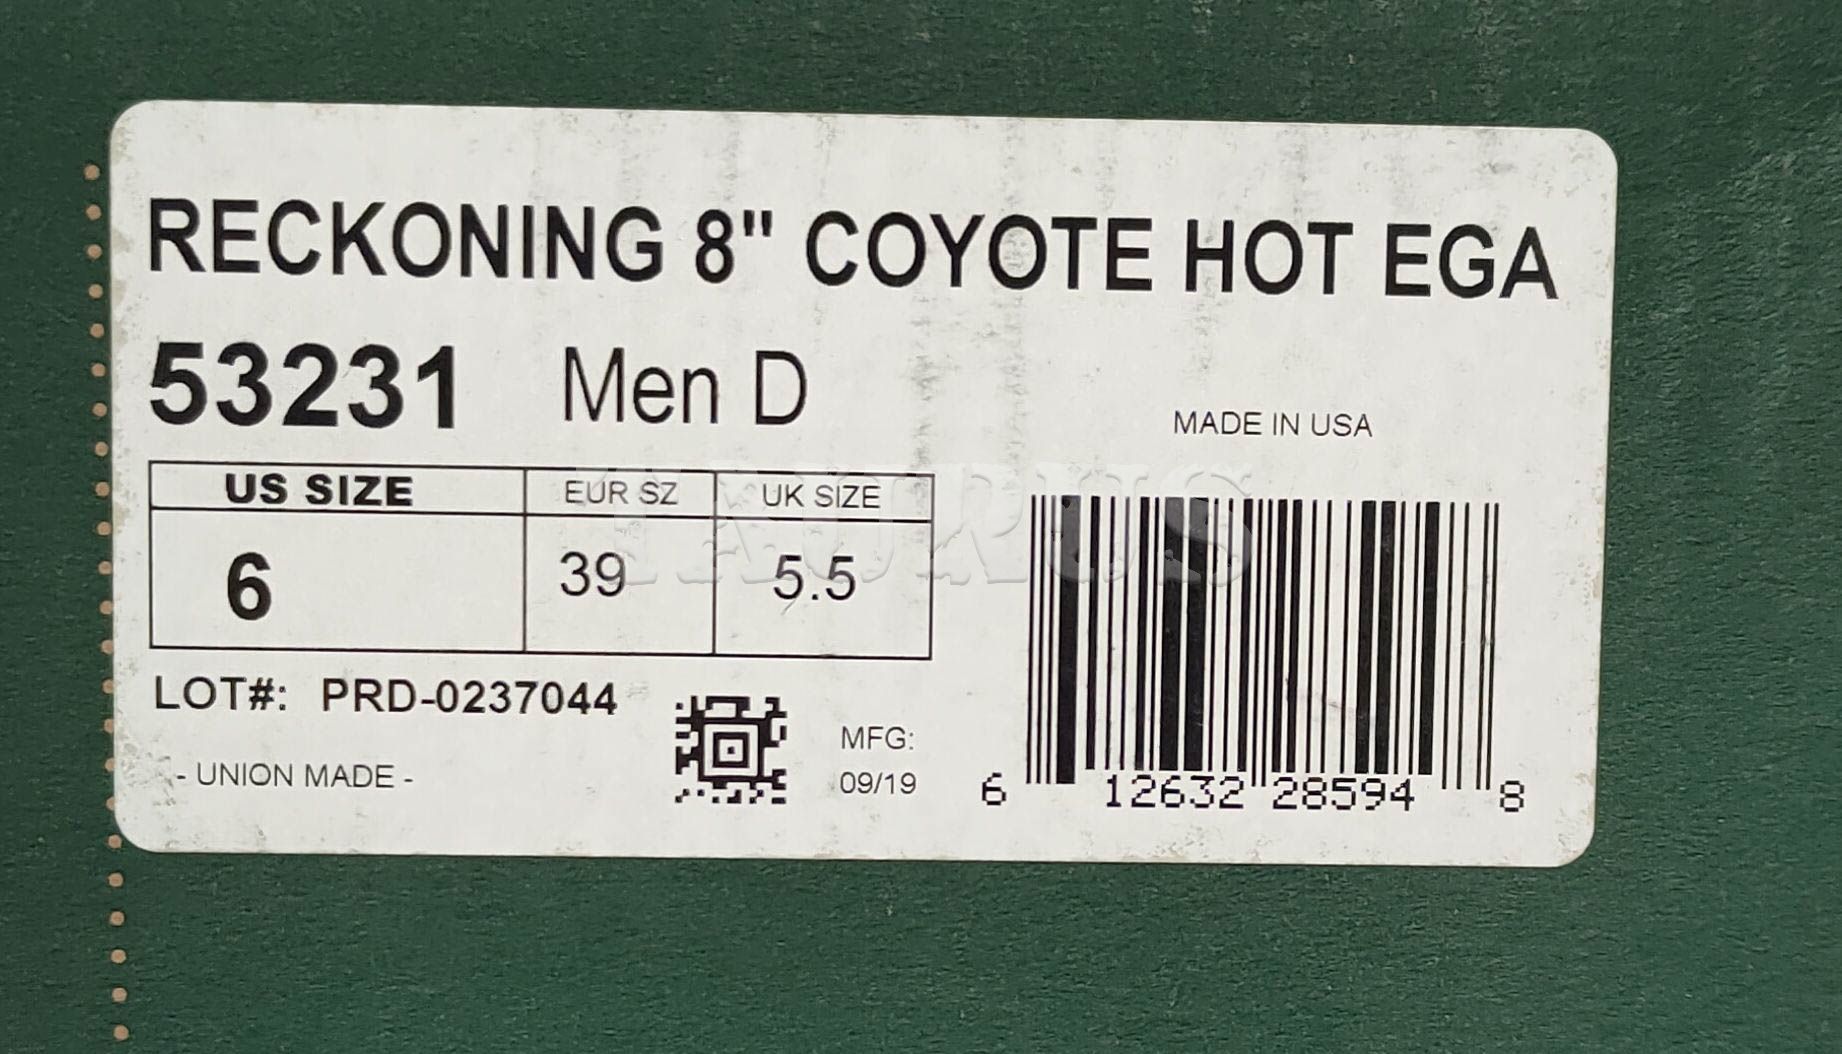 RECKONING 8" COYOTE HOT EGA
53231 Men D
MADE IN USA
US SIZE EUR SZ UK SIZE
6 39 5.5
TAURUS
LOT#: PRD-0237044
- UNION MADE -
MFG:
09/19
6 12632 28594 8